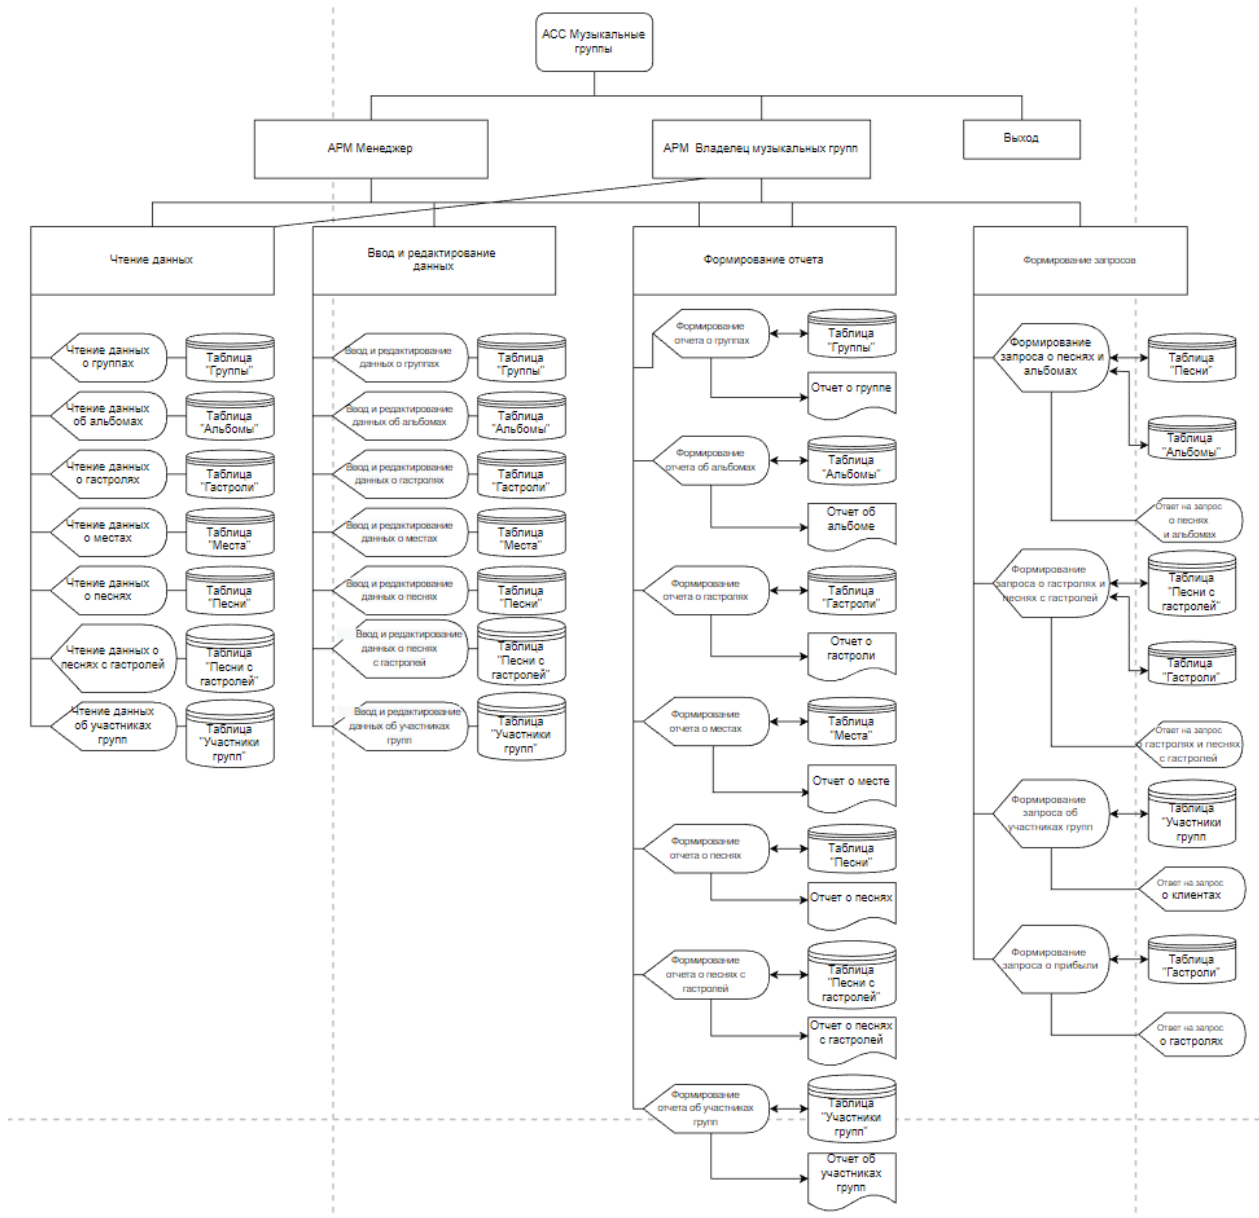 АСС Музыкальные
группы
АРМ Менеджер
АРМ Владелец музыкальных групп
Выход
Чтение данных
Ввод и редактирование
данных
Формирование отчета
Формирование запросов
Чтение данных
о группах
Таблица
"Группы"
Чтение данных
об альбомах
Таблица
"Альбомы"
Чтение данных
о гастролях
Таблица
"Гастроли"
Чтение данных
о местах
Таблица
"Места"
Чтение данных
о песнях
Таблица
"Песни"
Чтение данных о
песнях с гастролей
Таблица
"Песни с
гастролей"
Чтение данных
об участниках
групп
Таблица
"Участники
групп"
Ввод и редактирование
данных о группах
Таблица
"Группы"
Ввод и редактирование
данных об альбомах
Таблица
"Альбомы"
Ввод и редактирование
данных о гастролях
Таблица
"Гастроли"
Ввод и редактирование
данных о местах
Таблица
"Места"
Ввод и редактирование
данных о песнях
Таблица
"Песни"
Ввод и редактирование
данных о песнях
с гастролей
Таблица
"Песни с
гастролей"
Ввод и редактирование
данных об участниках
групп
Таблица
"Участники
групп"
Формирование
отчета о группах
Таблица
"Группы"
Отчет о группе
Формирование
отчета об альбомах
Таблица
"Альбомы"
Отчет об
альбоме
Формирование
отчета о гастролях
Таблица
"Гастроли"
Отчет о
гастроли
Формирование
отчета о местах
Таблица
"Места"
Отчет о месте
Формирование
отчета о песнях
Таблица
"Песни"
Отчет о песнях
Формирование
отчета о песнях с
гастролей
Таблица
"Песни с
гастролей"
Отчет о песнях
с гастролей
Формирование
отчета об участниках
групп
Таблица
"Участники
групп"
Отчет об
участниках
групп
Формирование
запроса о песнях и
альбомах
Таблица
"Песни"
Таблица
"Альбомы"
Ответ на запрос
о песнях
и альбомах
Формирование
запроса о гастролях и
песнях с гастролей
Таблица
"Песни с
гастролей"
Таблица
"Гастроли"
Ответ на запрос
о гастролях и песнях
с гастролей
Формирование
запроса об
участниках групп
Таблица
"Участники
групп
Ответ на запрос
о клиентах
Формирование
запроса о прибыли
Таблица
"Гастроли"
Ответ на запрос
о гастролях